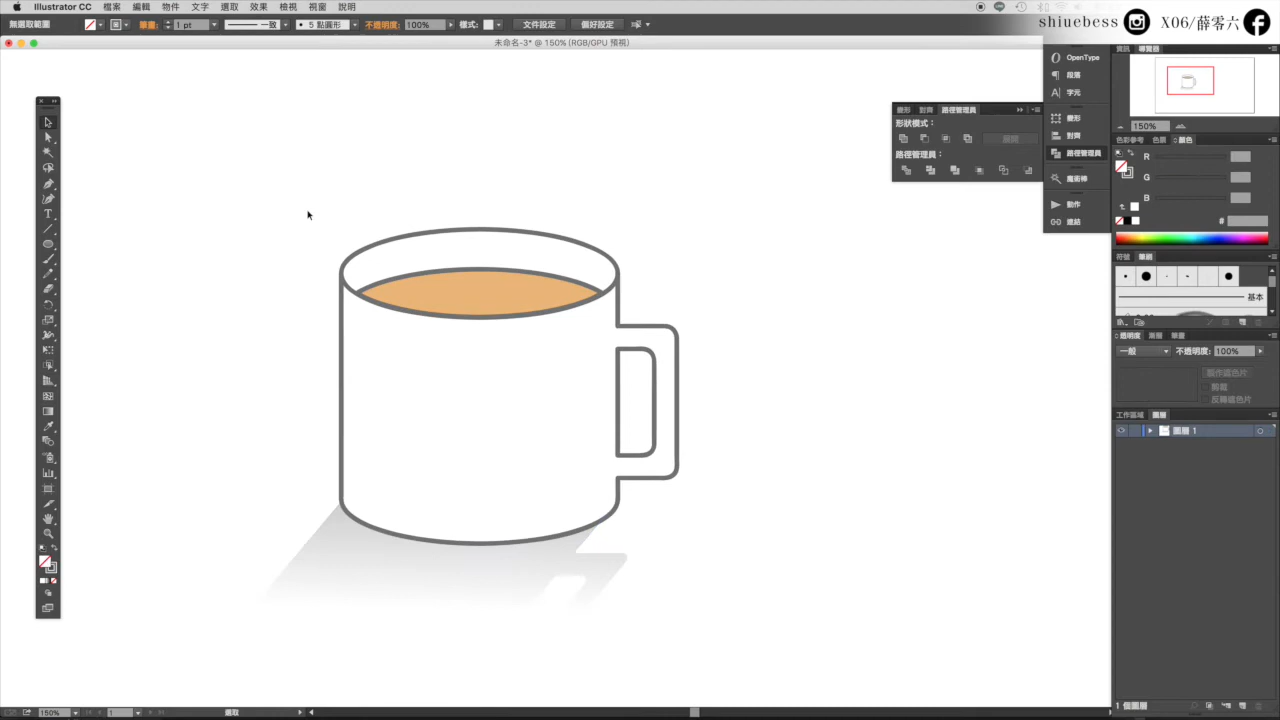 Illustrator CC 檔案 編輯 物件 文字 選取 效果 檢視 視窗 說明
shiuebess X06/薛零六
無選取範圍 筆畫: 1 pt 一致 5 點圓形 不透明度: 100% 樣式: 文件設定 偏好設定
未命名-3* @ 150% (RGB/GPU 預視)
資訊 導覽器
OpenType
段落
字元
變形
對齊
路徑管理員
魔術棒
動作
連結
變形 對齊 路徑管理員
形狀模式：
展開
路徑管理員：
150%
色彩參考 色票 顏色
R
G
B
#
符號 筆刷
基本
透明度 漸層 筆畫
一般 不透明度: 100%
製作遮色片
剪裁
反轉遮色片
工作區域 圖層
圖層 1
150% 1 選取
1 個圖層